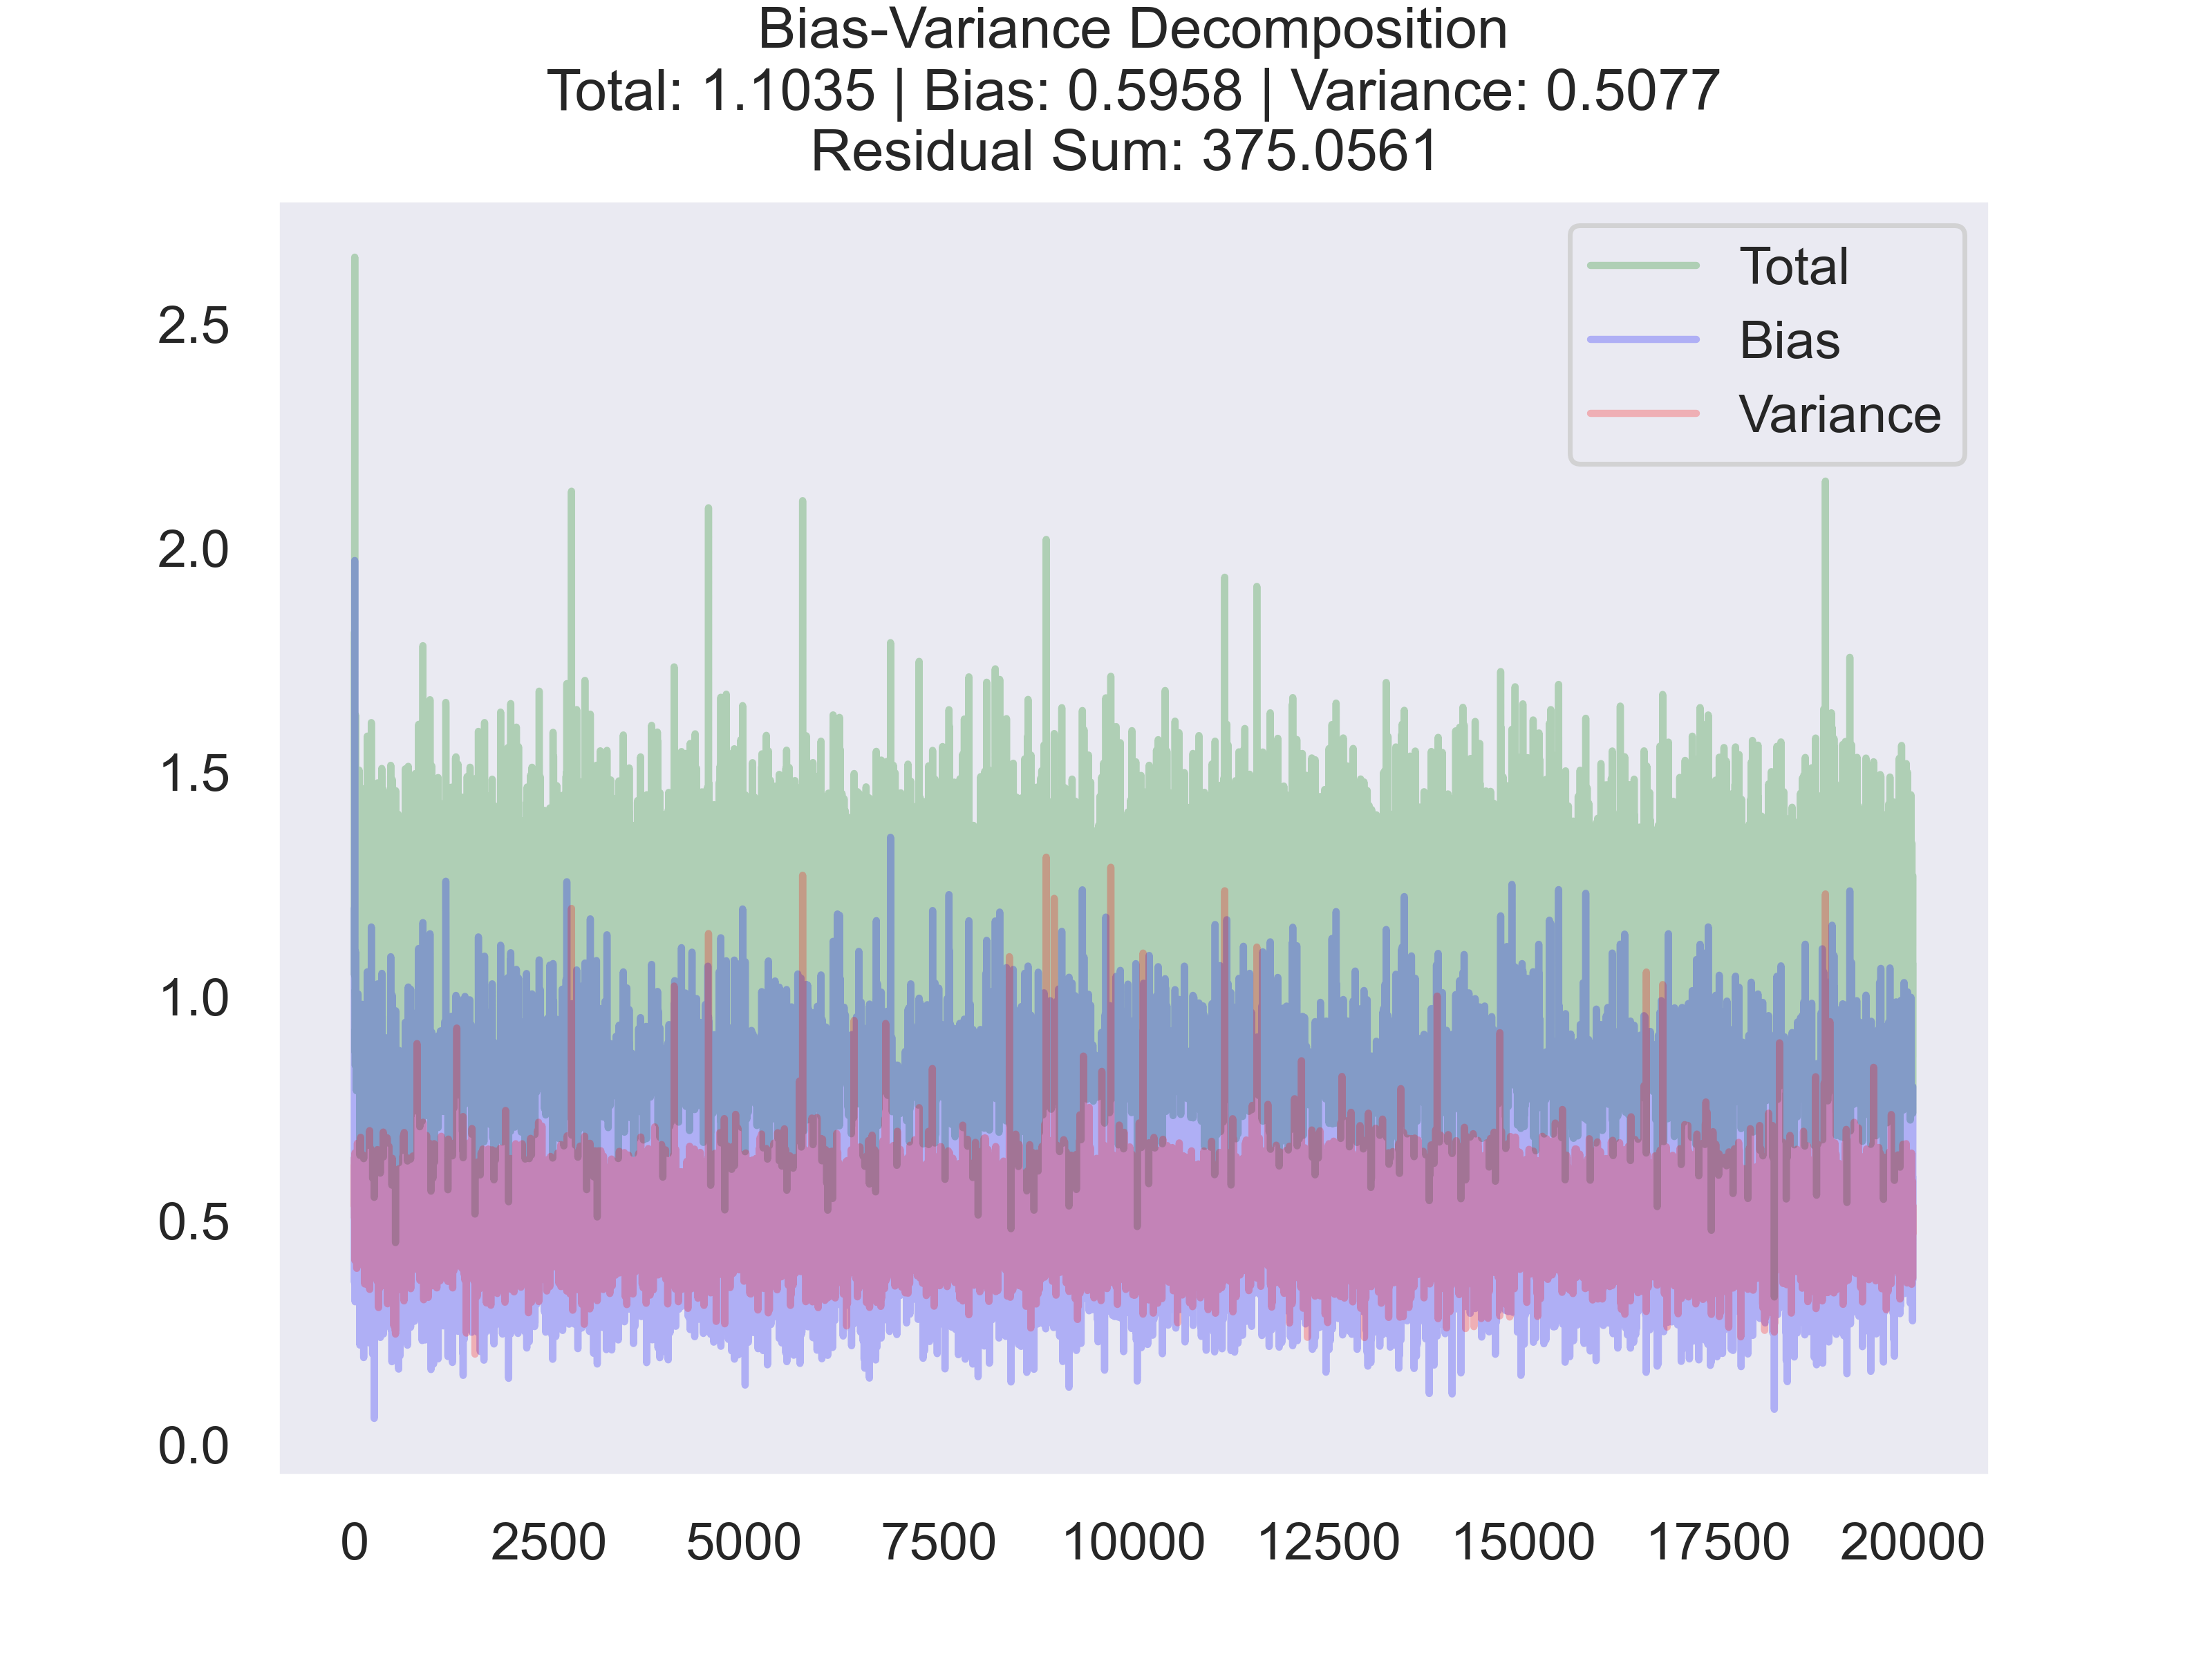 Bias-Variance Decomposition
Total: 1.1035 | Bias: 0.5958 | Variance: 0.5077
Residual Sum: 375.0561
Total
Bias
Variance
2.5
2.0
1.5
1.0
0.5
0.0
0 2500 5000 7500 10000 12500 15000 17500 20000